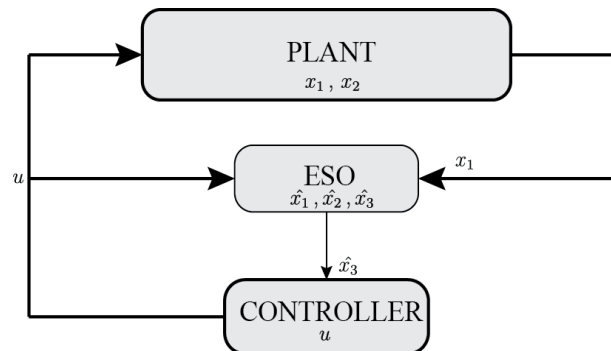 PLANT
x₁ , x₂
u
ESO
x̂₁ , x̂₂ , x̂₃
x₁
x̂₃
CONTROLLER
u